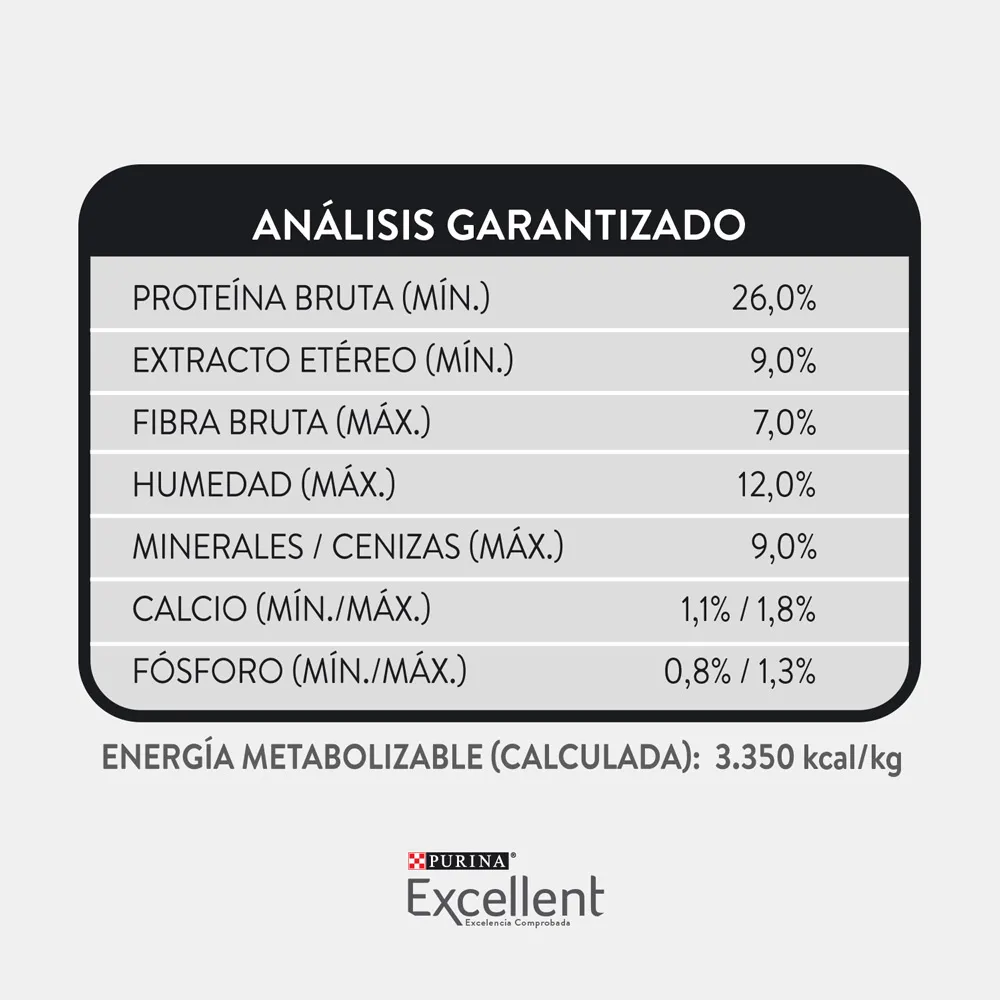 ANÁLISIS GARANTIZADO
PROTEÍNA BRUTA (MÍN.) 26,0%
EXTRACTO ETÉREO (MÍN.) 9,0%
FIBRA BRUTA (MÁX.) 7,0%
HUMEDAD (MÁX.) 12,0%
MINERALES / CENIZAS (MÁX.) 9,0%
CALCIO (MÍN./MÁX.) 1,1% / 1,8%
FÓSFORO (MÍN./MÁX.) 0,8% / 1,3%
ENERGÍA METABOLIZABLE (CALCULADA): 3.350 kcal/kg
PURINA®
Excellent
Excelencia Comprobada